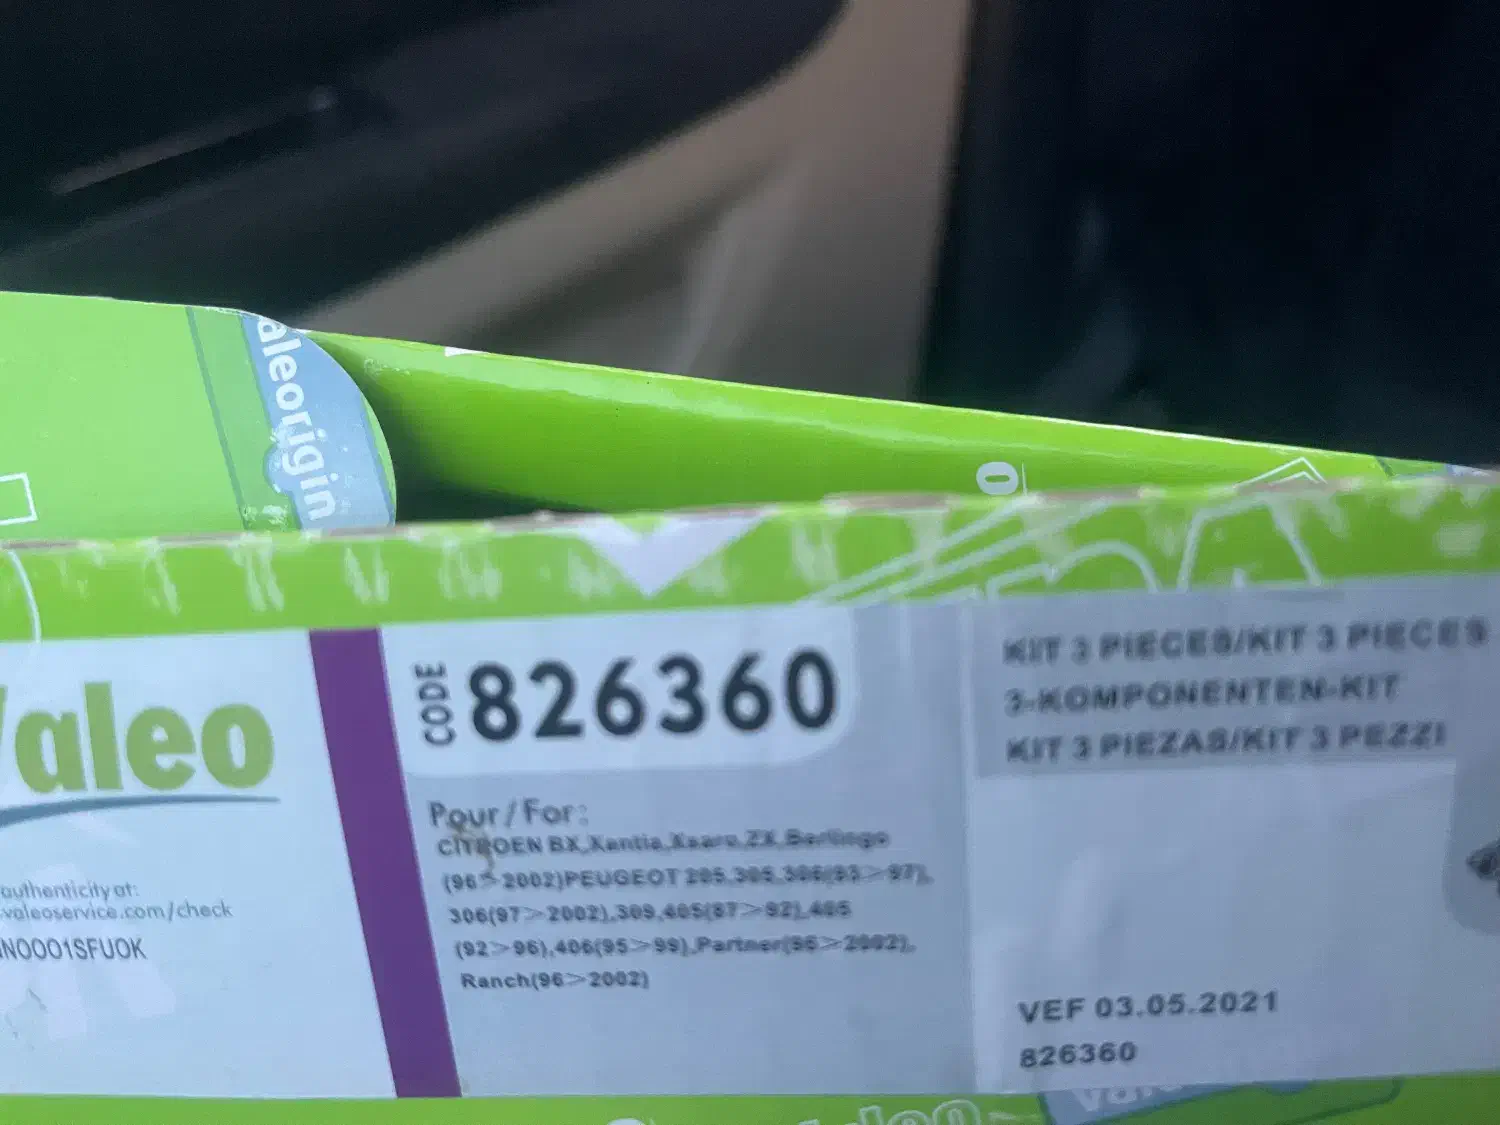 aleorigin
0
aleo
authenticity at:
valeoservice.com/check
N0001SFU0K
CODE
826360
Pour / For:
CITROEN BX,Xantia,Xsara,ZX,Berlingo
(96>2002)PEUGEOT 205,305,306(93>97),
306(97>2002),309,405(87>92),405
(92>96),406(95>99),Partner(96>2002),
Ranch(96>2002)
KIT 3 PIECES/KIT 3 PIECES
3-KOMPONENTEN-KIT
KIT 3 PIEZAS/KIT 3 PEZZI
VEF 03.05.2021
826360